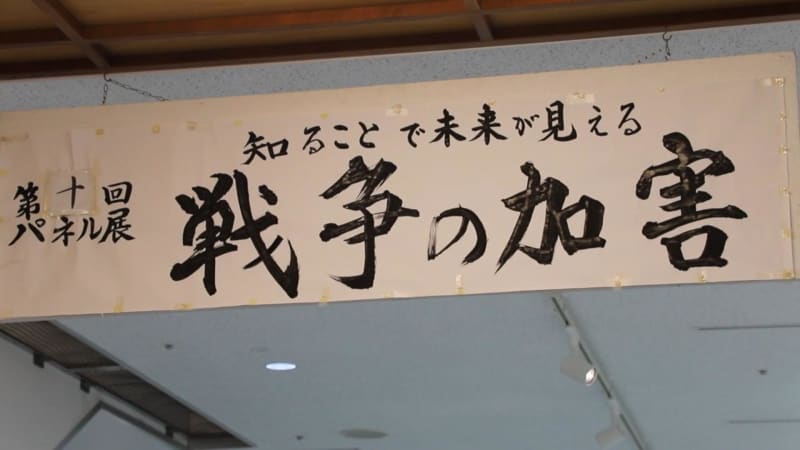 第十回
パネル展
知ることで未来が見える
戦争の加害